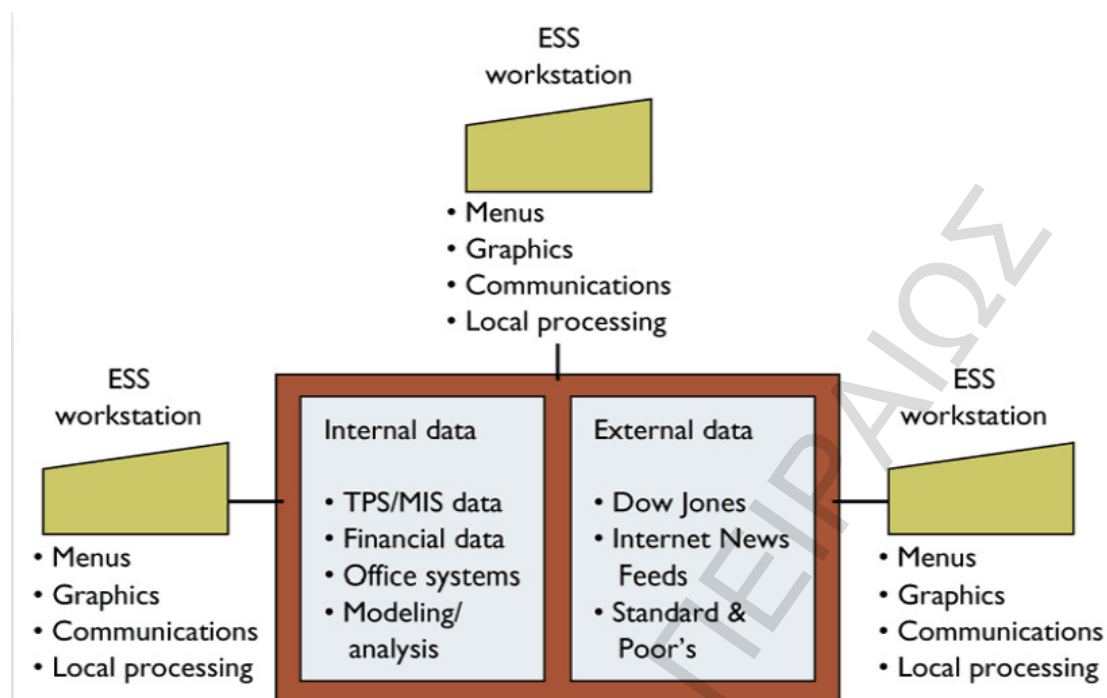 ESS
workstation
• Menus
• Graphics
• Communications
• Local processing
ESS
workstation
• Menus
• Graphics
• Communications
• Local processing
Internal data
• TPS/MIS data
• Financial data
• Office systems
• Modeling/
analysis
External data
• Dow Jones
• Internet News
Feeds
• Standard &
Poor's
ESS
workstation
• Menus
• Graphics
• Communications
• Local processing
ΠΕΙΡΑΙΩΣ